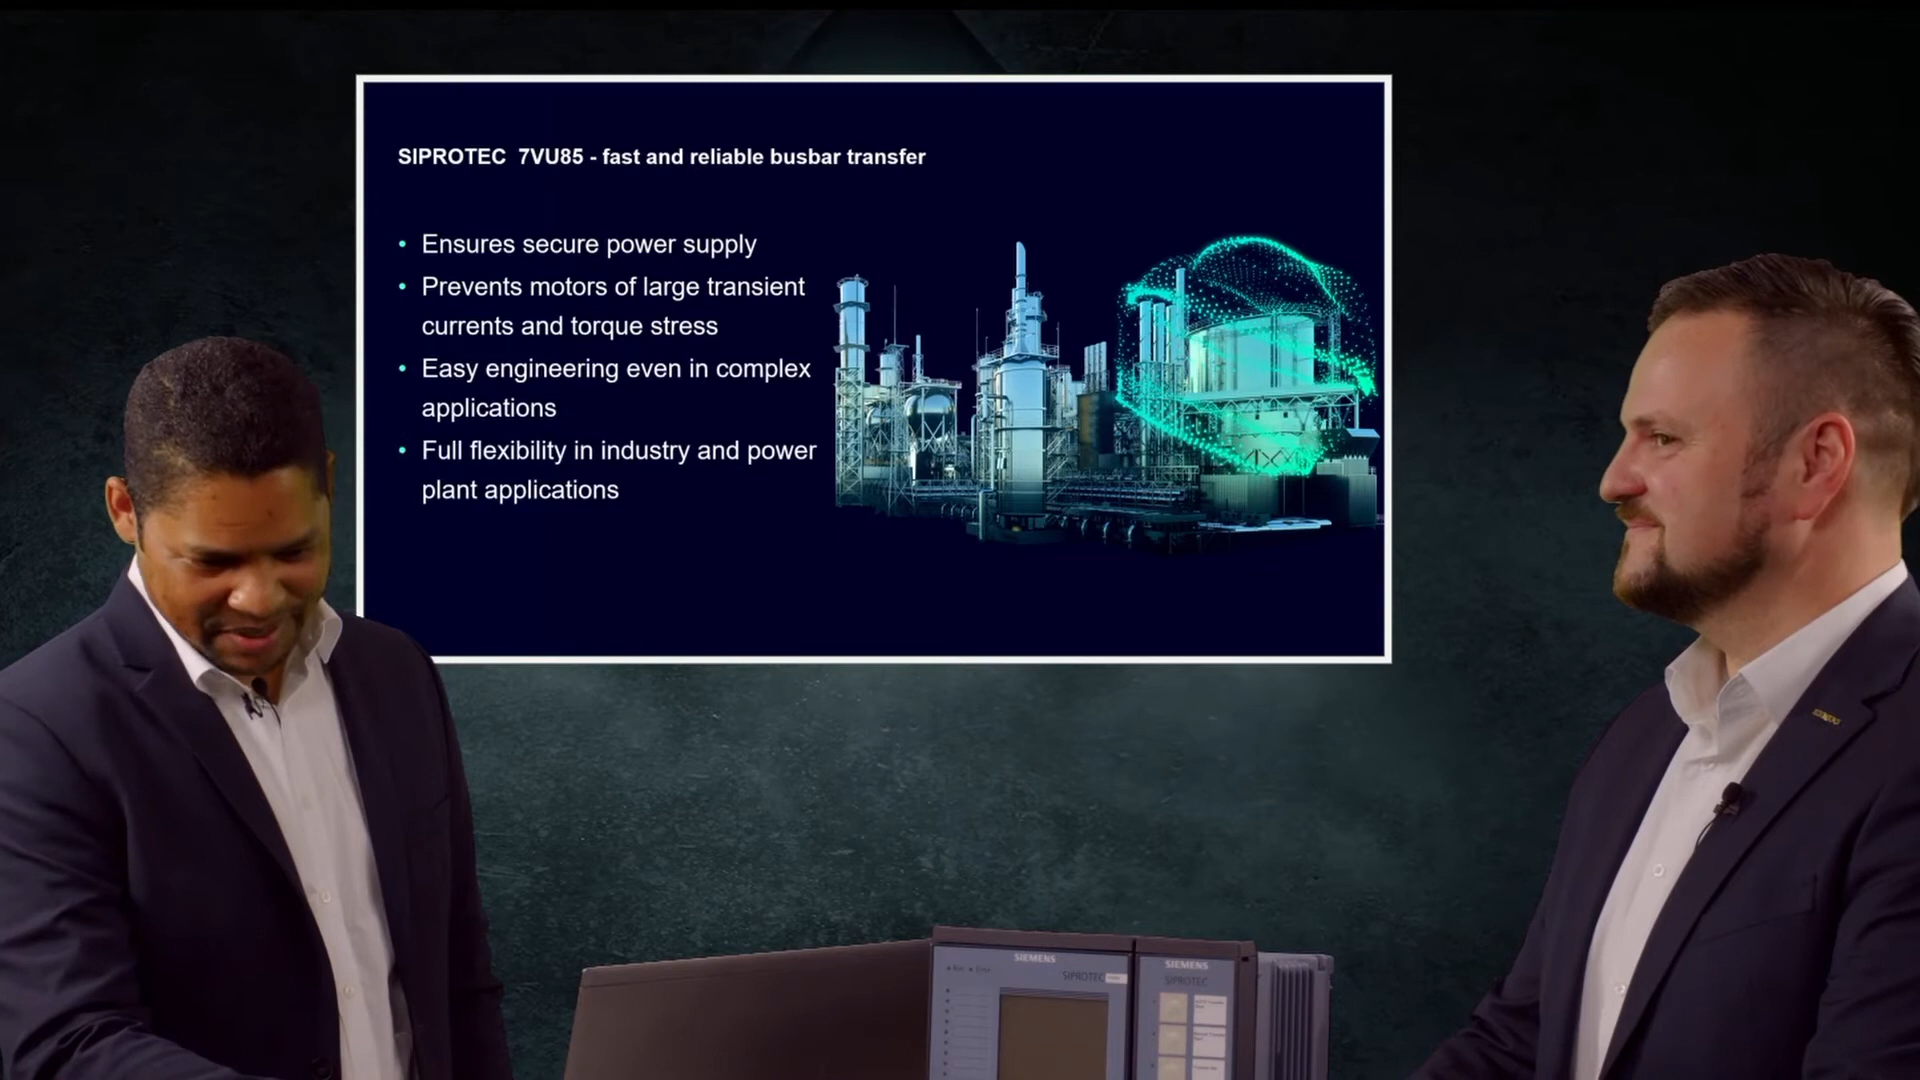 SIPROTEC 7VU85 - fast and reliable busbar transfer
• Ensures secure power supply
• Prevents motors of large transient
currents and torque stress
• Easy engineering even in complex
applications
• Full flexibility in industry and power
plant applications
SIEMENS
SIPROTEC
SIEMENS
SIPROTEC